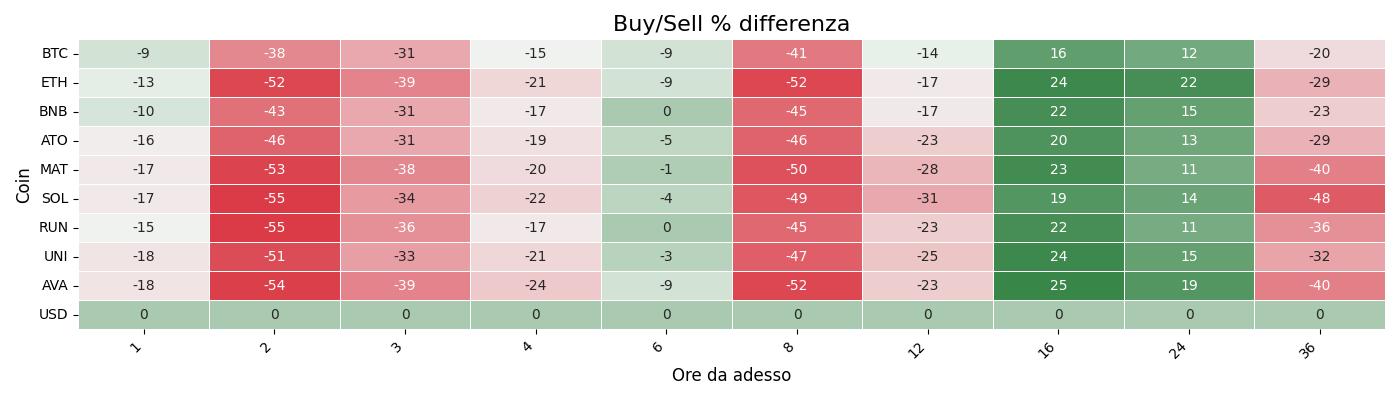 Buy/Sell % differenza
Coin
BTC -9 -38 -31 -15 -9 -41 -14 16 12 -20
ETH -13 -52 -39 -21 -9 -52 -17 24 22 -29
BNB -10 -43 -31 -17 0 -46 -17 22 15 -23
ATO -16 -46 -31 -19 -5 -45 -23 20 13 -29
MAT -17 -53 -38 -20 -1 -50 -28 23 11 -40
SOL -17 -55 -34 -22 -4 -49 -31 19 14 -48
RUN -15 -55 -36 -17 0 -45 -23 22 11 -36
UNI -18 -51 -33 -21 -3 -47 -25 24 15 -32
AVA -18 -54 -39 -24 -9 -52 -23 25 19 -40
USD 0 0 0 0 0 0 0 0 0 0
1 2 3 4 6 8 12 16 24 36
Ore da adesso